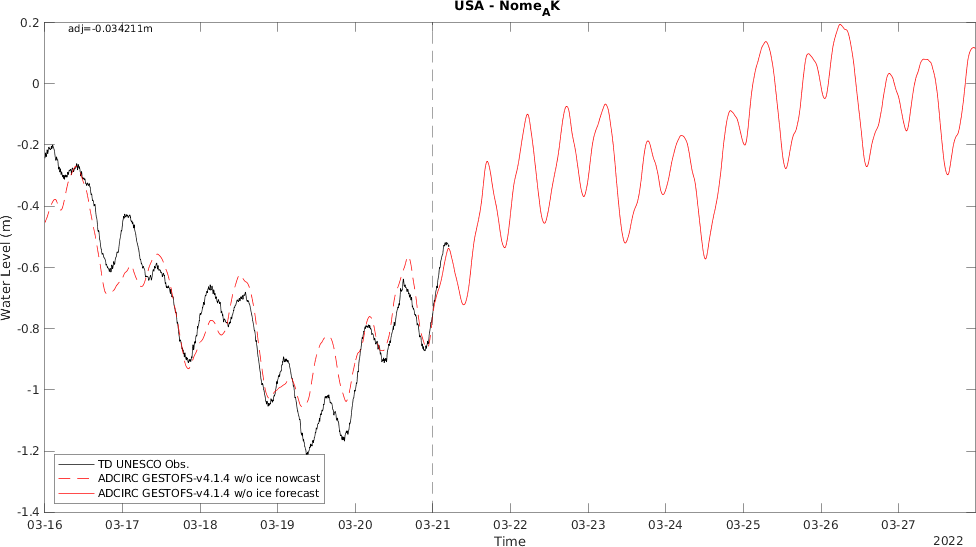 USA - Nome_AK
adj=-0.034211m
0.2
0
-0.2
-0.4
-0.6
-0.8
-1
-1.2
-1.4
Water Level (m)
TD UNESCO Obs.
ADCIRC GESTOFS-v4.1.4 w/o ice nowcast
ADCIRC GESTOFS-v4.1.4 w/o ice forecast
03-16 03-17 03-18 03-19 03-20 03-21 03-22 03-23 03-24 03-25 03-26 03-27
Time
2022